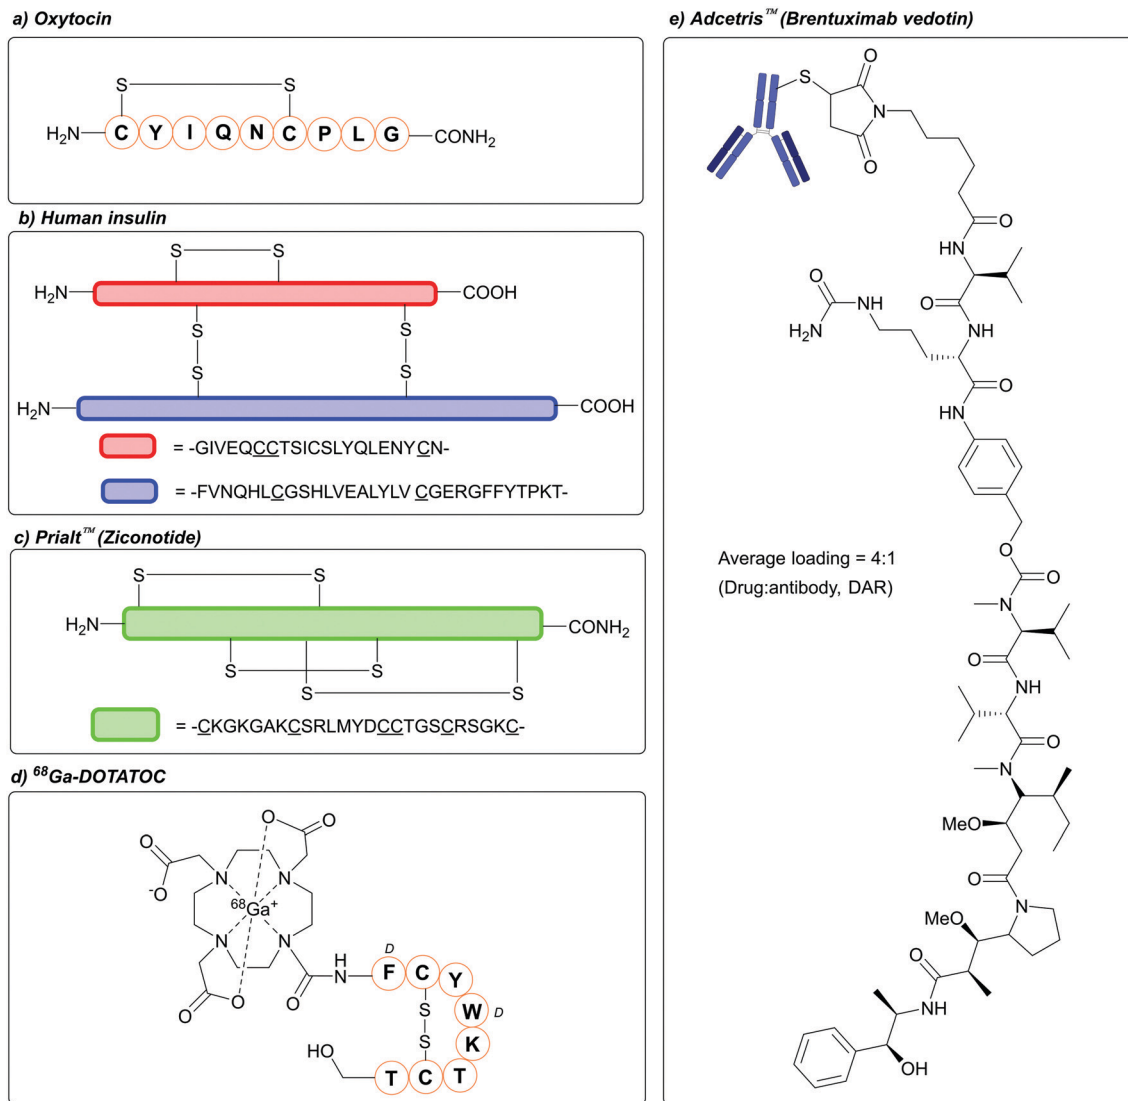 a) Oxytocin
S S
H₂N C Y I Q N C P L G CONH₂
b) Human insulin
S S
H₂N COOH
S S
S S
H₂N COOH
= -GIVEQCCTSICSLYQLENYCN-
= -FVNQHLCGSHLVEALYLV CGERGFFYTPKT-
c) Prialt™ (Ziconotide)
S S
H₂N CONH₂
S S
S S
= -CKGKGAKCSRLMYDCCTGSCRSGKC-
d) ⁶⁸Ga-DOTATOC
O O
O
⁻O N N
⁶⁸Ga⁺
N N
O O
O
H
N
D
F C Y
S W D
S K
HO
T C T
e) Adcetris™ (Brentuximab vedotin)
S O
N
O
O
HN
O
O NH
H₂N
NH
O
HN
Average loading = 4:1
(Drug:antibody, DAR)
O
O
N
O
NH
O
N
MeO
O
N
MeO
O
N
H
OH